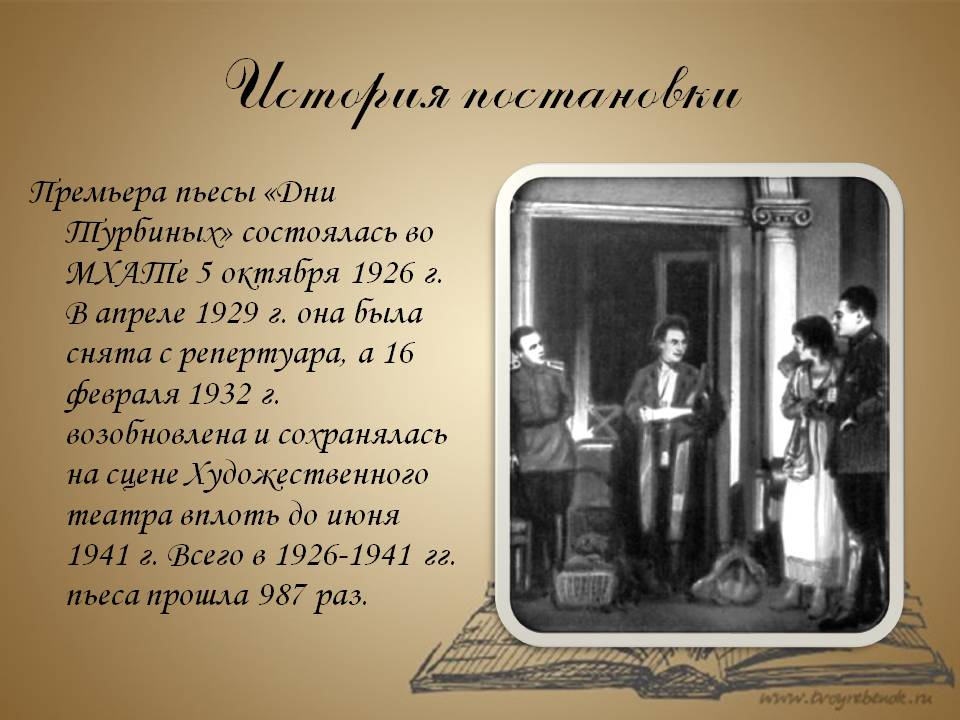 История постановки
Премьера пьесы «Дни
Турбиных» состоялась во
МХАТе 5 октября 1926 г.
В апреле 1929 г. она была
снята с репертуара, а 16
февраля 1932 г.
возобновлена и сохранялась
на сцене Художественного
театра вплоть до июня
1941 г. Всего в 1926-1941 гг.
пьеса прошла 987 раз.
www.tvoyrebenok.ru